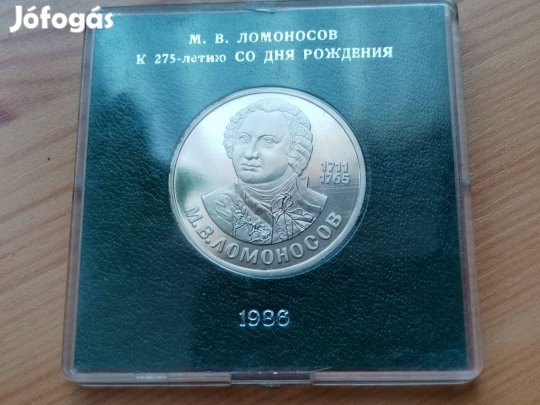 Jófogás
М. В. ЛОМОНОСОВ
К 275-летию СО ДНЯ РОЖДЕНИЯ
1711
1765
М.В.ЛОМОНОСОВ
1986